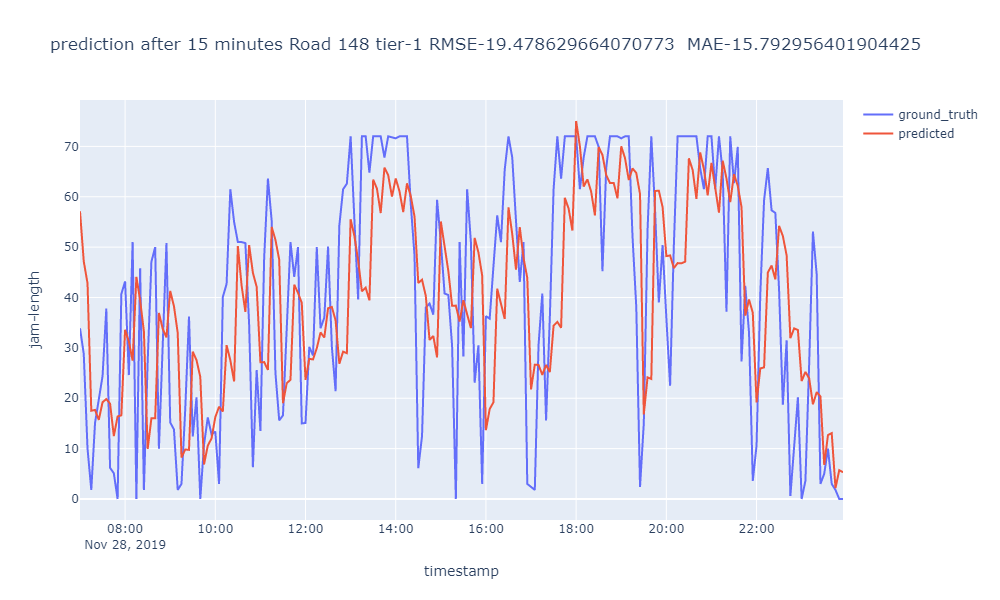 prediction after 15 minutes Road 148 tier-1 RMSE-19.478629664070773  MAE-15.792956401904425
ground_truth
predicted
jam-length
70
60
50
40
30
20
10
0
08:00 10:00 12:00 14:00 16:00 18:00 20:00 22:00
Nov 28, 2019
timestamp